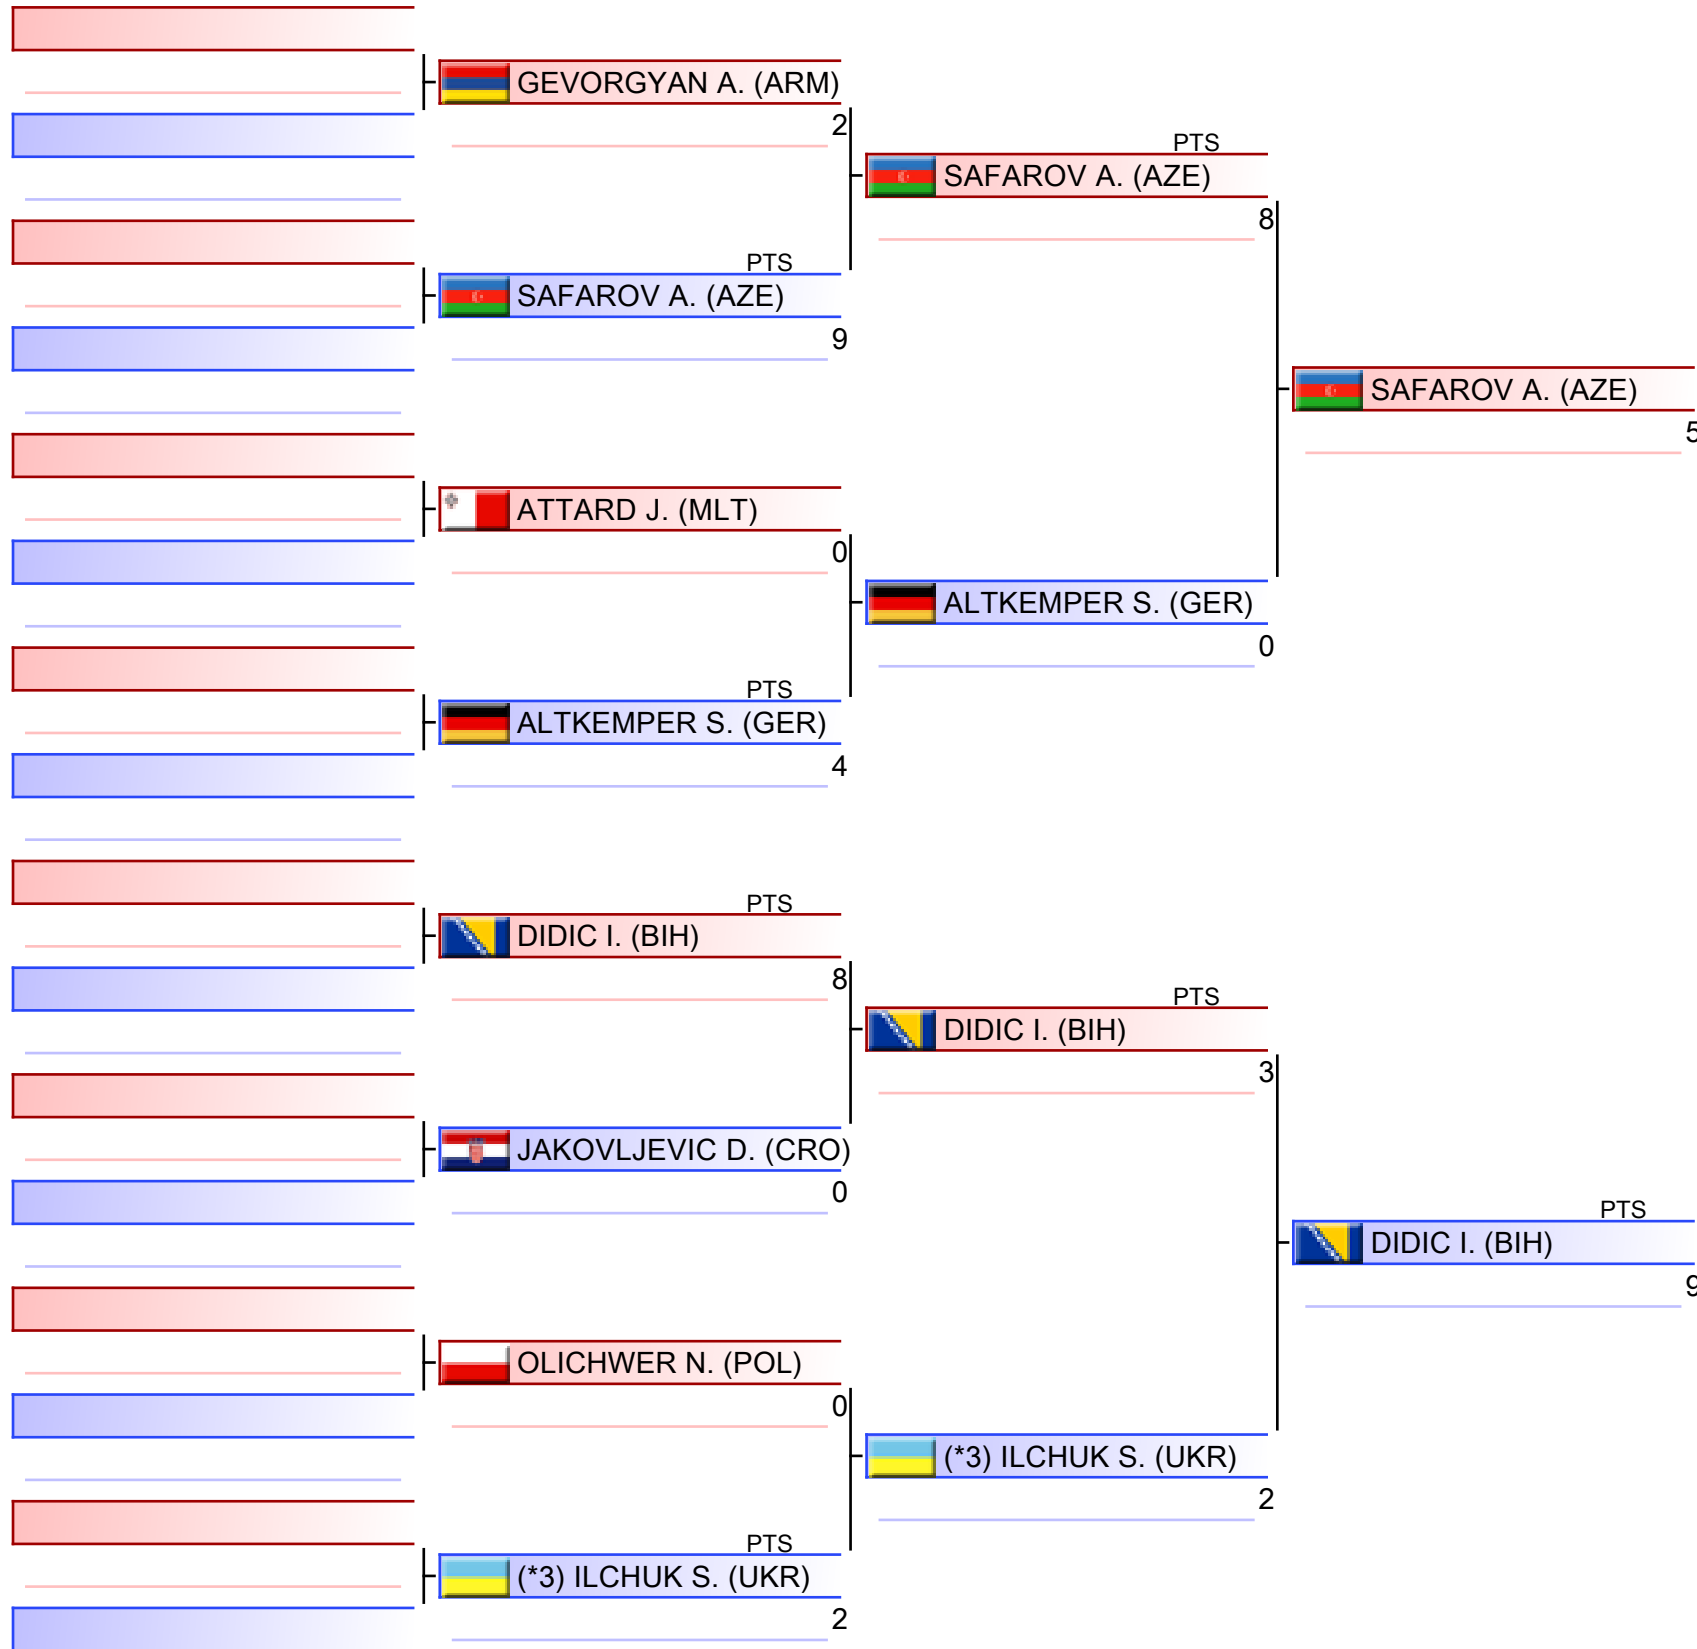 GEVORGYAN A. (ARM)
2
PTS
SAFAROV A. (AZE)
8
PTS
SAFAROV A. (AZE)
9
SAFAROV A. (AZE)
5
ATTARD J. (MLT)
0
ALTKEMPER S. (GER)
0
PTS
ALTKEMPER S. (GER)
4
PTS
DIDIC I. (BIH)
8
PTS
DIDIC I. (BIH)
3
JAKOVLJEVIC D. (CRO)
0
PTS
DIDIC I. (BIH)
9
OLICHWER N. (POL)
0
(*3) ILCHUK S. (UKR)
2
PTS
(*3) ILCHUK S. (UKR)
2